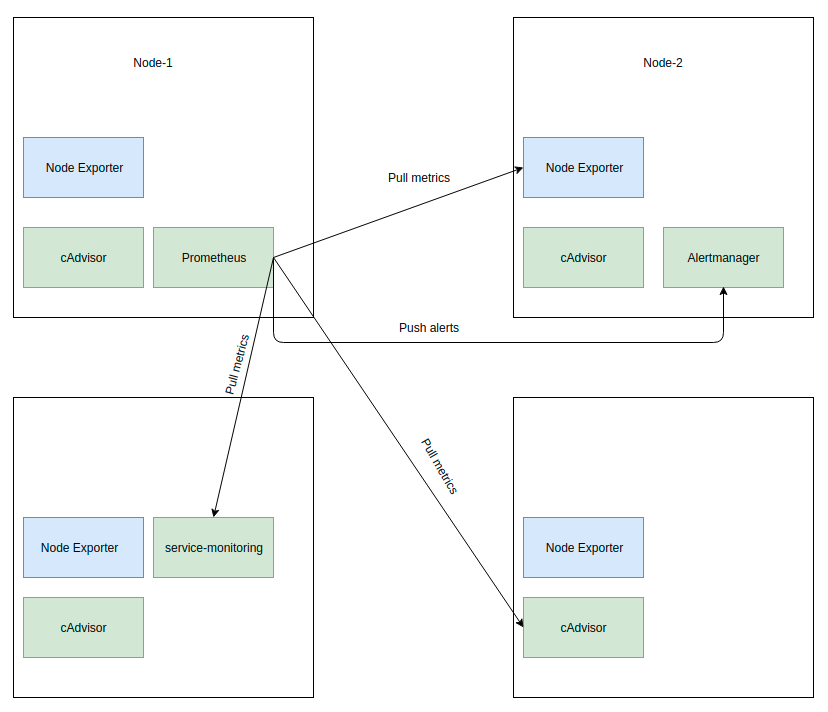 Node-1
Node-2
Node Exporter
Pull metrics
Node Exporter
cAdvisor
Prometheus
cAdvisor
Alertmanager
Push alerts
Pull metrics
Pull metrics
Node Exporter
service-monitoring
Node Exporter
cAdvisor
cAdvisor